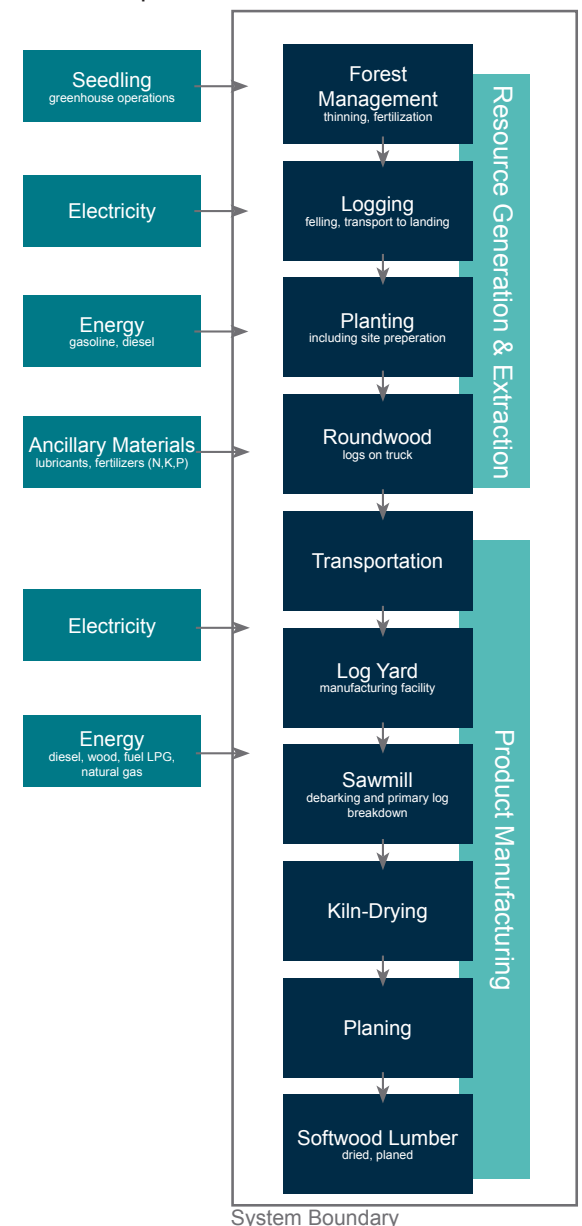 Seedling
greenhouse operations
Forest
Management
thinning, fertilization
Electricity
Logging
felling, transport to landing
Energy
gasoline, diesel
Planting
including site preperation
Ancillary Materials
lubricants, fertilizers (N,K,P)
Roundwood
logs on truck
Resource Generation & Extraction
Transportation
Electricity
Log Yard
manufacturing facility
Energy
diesel, wood, fuel LPG,
natural gas
Sawmill
debarking and primary log
breakdown
Kiln-Drying
Planing
Softwood Lumber
dried, planed
Product Manufacturing
System Boundary